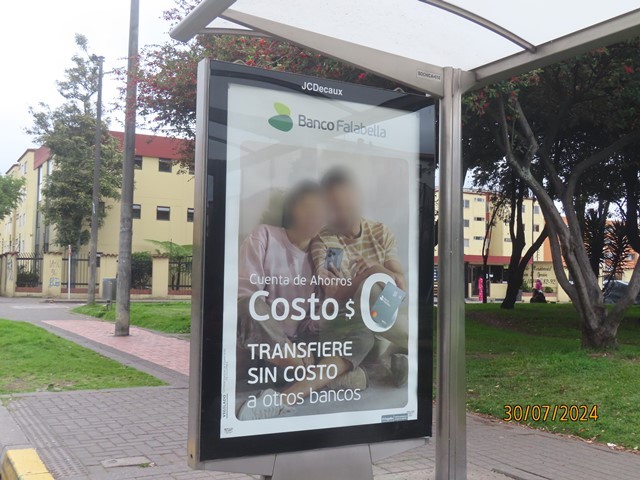 JCDecaux
Banco Falabella
Cuenta de Ahorros
Costo $0
TRANSFIERE
SIN COSTO
a otros bancos
30/07/2024